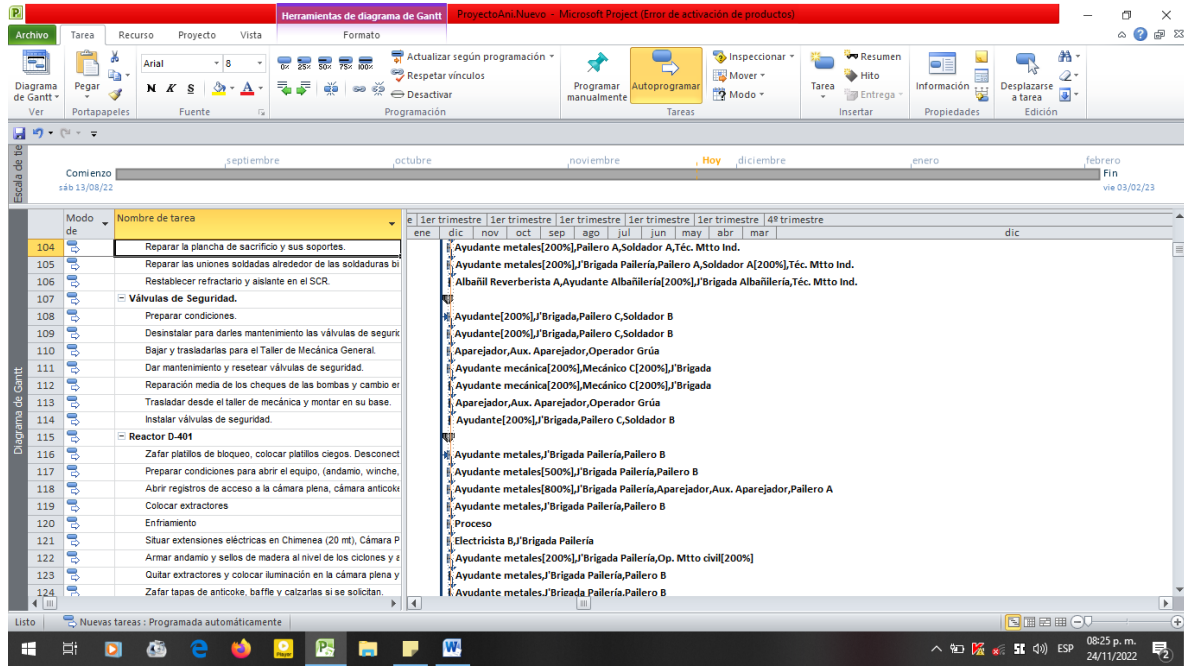 Herramientas de diagrama de Gantt ProyectoAni.Nuevo - Microsoft Project (Error de activación de productos)
Archivo Tarea Recurso Proyecto Vista Formato
Diagrama de Gantt
Ver
Pegar
Portapapeles
Arial 8
N K S A
Fuente
0% 25% 50% 75% 100%
Actualizar según programación
Respetar vínculos
Desactivar
Programación
Programar manualmente
Autoprogramar
Inspeccionar
Mover
Modo
Tareas
Tarea
Resumen
Hito
Entrega
Insertar
Información
Propiedades
Desplazarse a tarea
Edición
Escala de tie
septiembre octubre noviembre Hoy diciembre enero febrero
Comienzo
sáb 13/08/22
Fin
vie 03/02/23
Modo de
Nombre de tarea
e 1er trimestre 1er trimestre 1er trimestre 1er trimestre 1er trimestre 4º trimestre
ene dic nov oct sep ago jul jun may abr mar dic
104 Reparar la plancha de sacrificio y sus soportes. Ayudante metales[200%],Pailero A,Soldador A,Téc. Mtto Ind.
105 Reparar las uniones soldadas alrededor de las soldaduras bi Ayudante metales[200%],J'Brigada Pailería,Pailero A,Soldador A[200%],Téc. Mtto Ind.
106 Restablecer refractario y aislante en el SCR. Albañil Reverberista A,Ayudante Albañilería[200%],J'Brigada Albañilería,Téc. Mtto Ind.
107 Válvulas de Seguridad.
108 Preparar condiciones. Ayudante[200%],J'Brigada,Pailero C,Soldador B
109 Desinstalar para darles mantenimiento las válvulas de seguric Ayudante[200%],J'Brigada,Pailero C,Soldador B
110 Bajar y trasladarlas para el Taller de Mecánica General. Aparejador,Aux. Aparejador,Operador Grúa
111 Dar mantenimiento y resetear válvulas de seguridad. Ayudante mecánica[200%],Mecánico C[200%],J'Brigada
112 Reparación media de los cheques de las bombas y cambio er Ayudante mecánica[200%],Mecánico C[200%],J'Brigada
113 Trasladar desde el taller de mecánica y montar en su base. Aparejador,Aux. Aparejador,Operador Grúa
114 Instalar válvulas de seguridad. Ayudante[200%],J'Brigada,Pailero C,Soldador B
115 Reactor D-401
116 Zafar platillos de bloqueo, colocar platillos ciegos. Desconect Ayudante metales,J'Brigada Pailería,Pailero B
117 Preparar condiciones para abrir el equipo, (andamio, winche, Ayudante metales[500%],J'Brigada Pailería,Pailero B
118 Abrir registros de acceso a la cámara plena, cámara anticoke Ayudante metales[800%],J'Brigada Pailería,Aparejador,Aux. Aparejador,Pailero A
119 Colocar extractores Ayudante metales,J'Brigada Pailería,Pailero B
120 Enfriamiento Proceso
121 Situar extensiones eléctricas en Chimenea (20 mt), Cámara P Electricista B,J'Brigada Pailería
122 Armar andamio y sellos de madera al nivel de los ciclones y a Ayudante metales[200%],J'Brigada Pailería,Op. Mtto civil[200%]
123 Quitar extractores y colocar iluminación en la cámara plena y Ayudante metales,J'Brigada Pailería,Pailero B
124 Zafar tapas de anticoke, baffle y calzarlas si se solicitan. Ayudante metales,J'Brigada Pailería,Pailero B
Diagrama de Gantt
Listo Nuevas tareas : Programada automáticamente
ESP
08:25 p. m.
24/11/2022